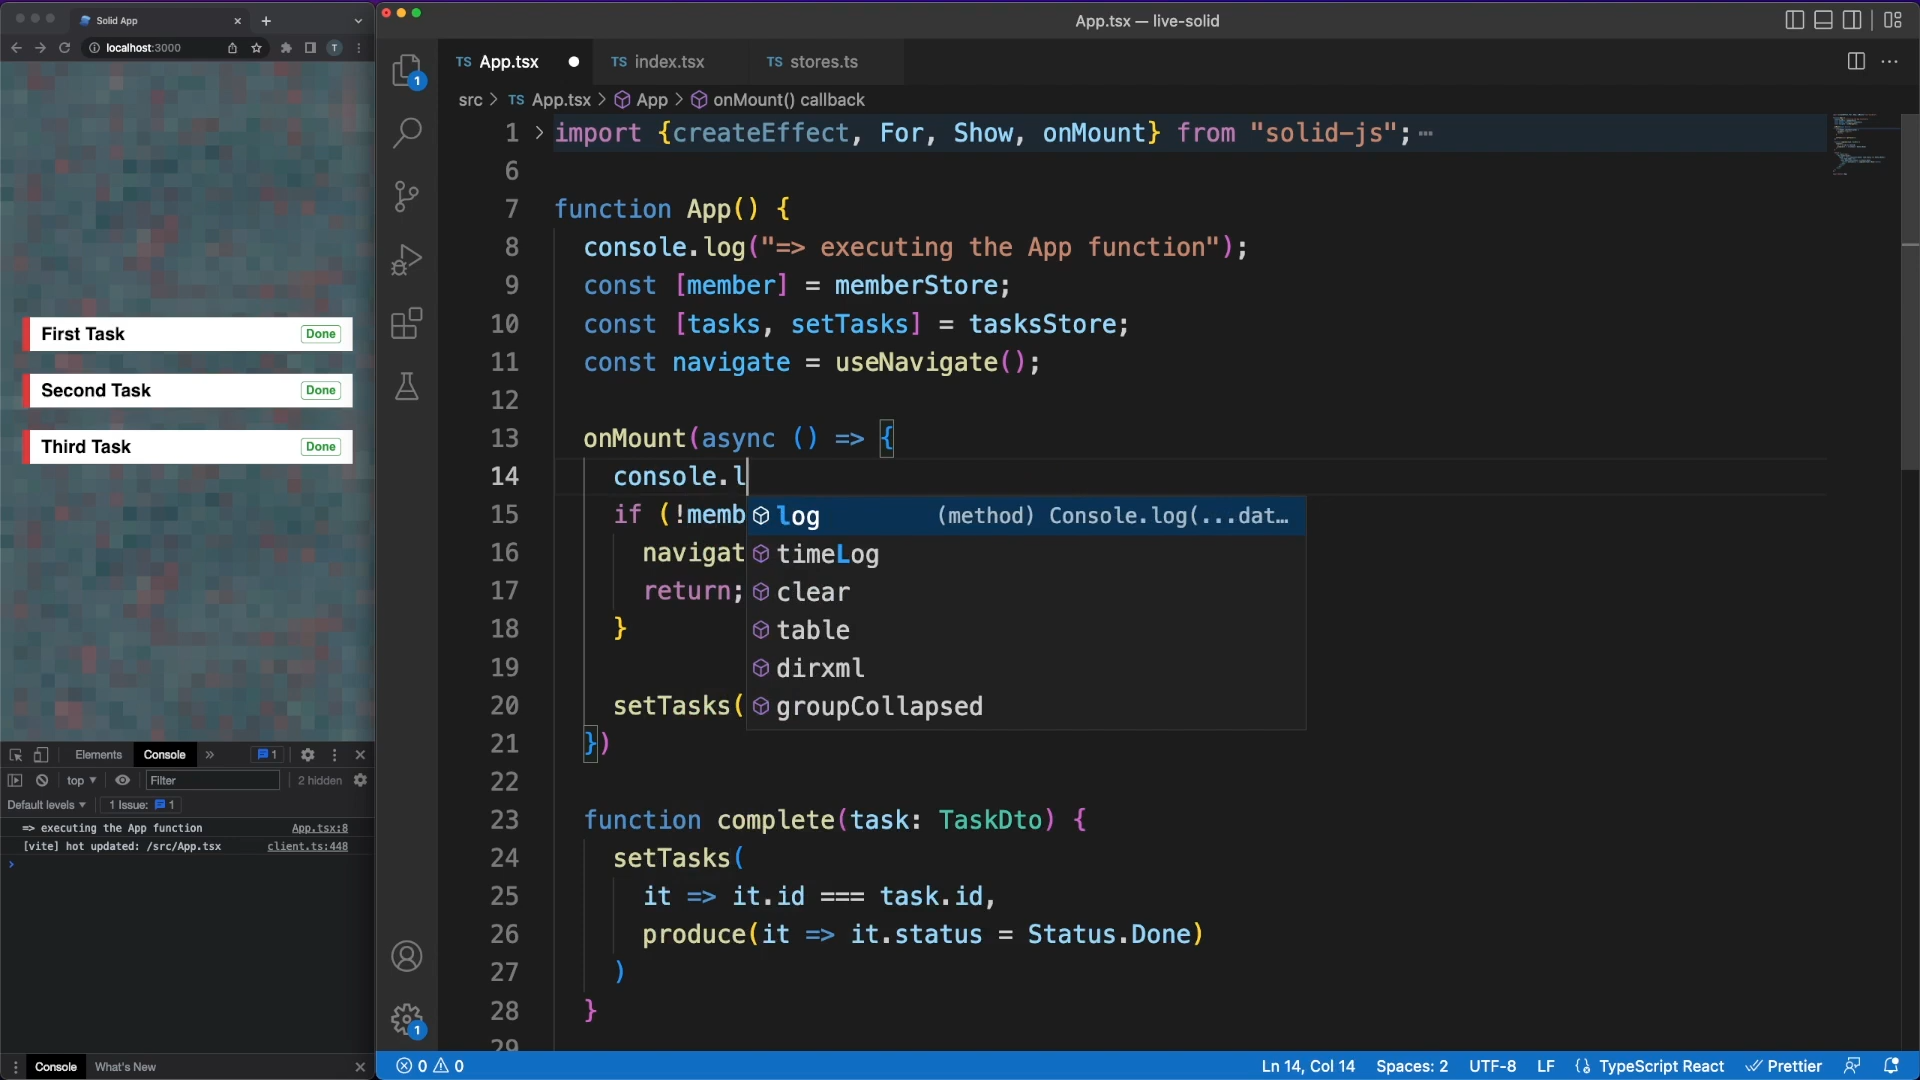 Solid App
localhost:3000
T
First Task Done
Second Task Done
Third Task Done
Elements Console » 1
top ▾ Filter 2 hidden
Default levels ▾ 1 Issue: 1
=> executing the App function App.tsx:8
[vite] hot updated: /src/App.tsx client.ts:448
>
Console What's New
App.tsx — live-solid
1
TS App.tsx TS index.tsx TS stores.ts
src > TS App.tsx > App > onMount() callback
1 > import {createEffect, For, Show, onMount} from "solid-js";
6
7 function App() {
8 console.log("=> executing the App function");
9 const [member] = memberStore;
10 const [tasks, setTasks] = tasksStore;
11 const navigate = useNavigate();
12
13 onMount(async () => {
14 console.l
15 if (!memb
16 navigat
17 return;
18 }
19
20 setTasks(
21 })
22
23 function complete(task: TaskDto) {
24 setTasks(
25 it => it.id === task.id,
26 produce(it => it.status = Status.Done)
27 )
28 }
29
log (method) Console.log(...dat…
timeLog
clear
table
dirxml
groupCollapsed
1
0 0
Ln 14, Col 14 Spaces: 2 UTF-8 LF TypeScript React Prettier